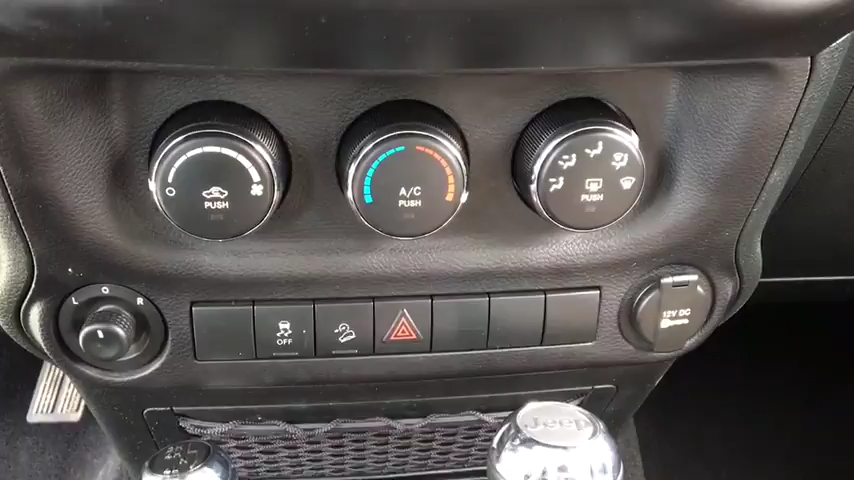 PUSH
A/C
PUSH
PUSH
L O R
OFF
12V DC
Jeep